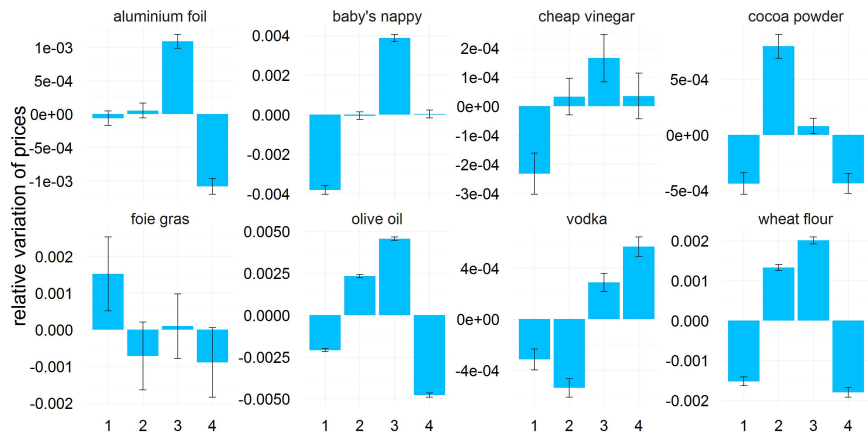 aluminium foil
baby's nappy
cheap vinegar
cocoa powder
relative variation of prices
1e-03
5e-04
0e+00
-5e-04
-1e-03
0.004
0.002
0.000
-0.002
-0.004
2e-04
1e-04
0e+00
-1e-04
-2e-04
-3e-04
5e-04
0e+00
-5e-04
foie gras
olive oil
vodka
wheat flour
0.002
0.001
0.000
-0.001
-0.002
0.0050
0.0025
0.0000
-0.0025
-0.0050
4e-04
0e+00
-4e-04
0.002
0.001
0.000
-0.001
-0.002
1 2 3 4
1 2 3 4
1 2 3 4
1 2 3 4